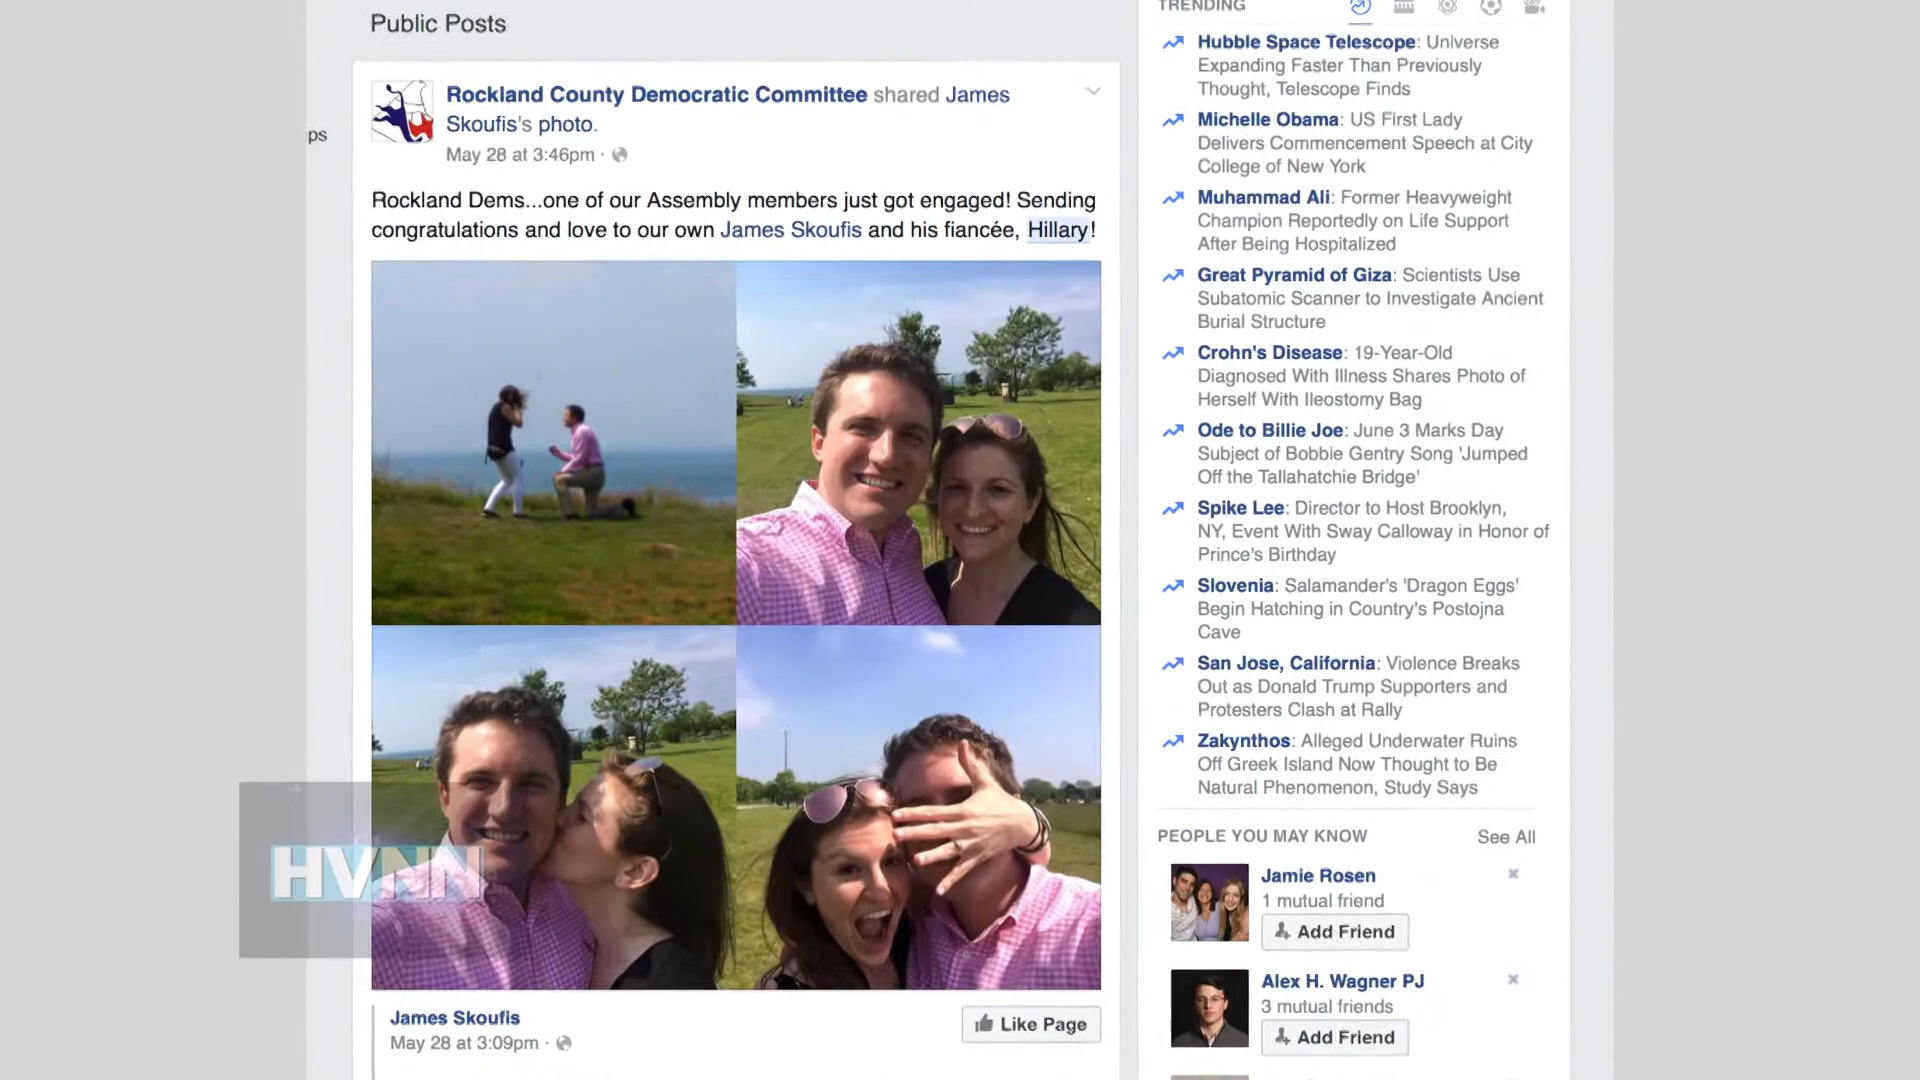 Public Posts
Rockland County Democratic Committee shared James
Skoufis's photo.
May 28 at 3:46pm ·
ps
Rockland Dems...one of our Assembly members just got engaged! Sending
congratulations and love to our own James Skoufis and his fiancée, Hillary!
HVNN
James Skoufis
May 28 at 3:09pm ·
Like Page
TRENDING
Hubble Space Telescope: Universe
Expanding Faster Than Previously
Thought, Telescope Finds
Michelle Obama: US First Lady
Delivers Commencement Speech at City
College of New York
Muhammad Ali: Former Heavyweight
Champion Reportedly on Life Support
After Being Hospitalized
Great Pyramid of Giza: Scientists Use
Subatomic Scanner to Investigate Ancient
Burial Structure
Crohn's Disease: 19-Year-Old
Diagnosed With Illness Shares Photo of
Herself With Ileostomy Bag
Ode to Billie Joe: June 3 Marks Day
Subject of Bobbie Gentry Song 'Jumped
Off the Tallahatchie Bridge'
Spike Lee: Director to Host Brooklyn,
NY, Event With Sway Calloway in Honor of
Prince's Birthday
Slovenia: Salamander's 'Dragon Eggs'
Begin Hatching in Country's Postojna
Cave
San Jose, California: Violence Breaks
Out as Donald Trump Supporters and
Protesters Clash at Rally
Zakynthos: Alleged Underwater Ruins
Off Greek Island Now Thought to Be
Natural Phenomenon, Study Says
PEOPLE YOU MAY KNOW See All
Jamie Rosen
1 mutual friend
Add Friend
Alex H. Wagner PJ
3 mutual friends
Add Friend